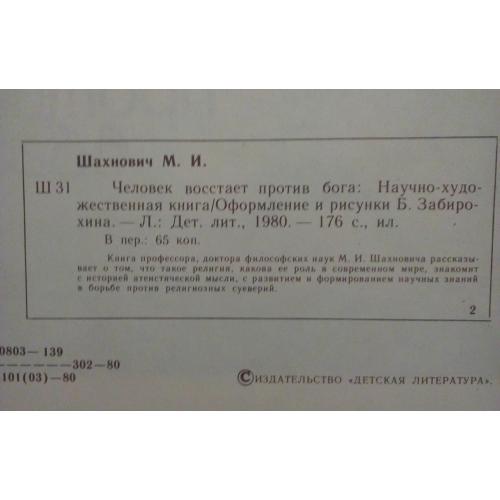 Шахнович М. И.
Ш 31 Человек восстает против бога: Научно-худо-
жественная книга/Оформление и рисунки Б. Забиро-
хина. — Л.: Дет. лит., 1980. — 176 с., ил.
В пер.: 65 коп.
Книга профессора, доктора философских наук М. И. Шахновича рассказы-
вает о том, что такое религия, какова ее роль в современном мире, знакомит
с историей атеистической мысли, с развитием и формированием научных знаний
в борьбе против религиозных суеверий.
2
0803— 139
—302—80
101(03)—80
© ИЗДАТЕЛЬСТВО «ДЕТСКАЯ ЛИТЕРАТУРА».